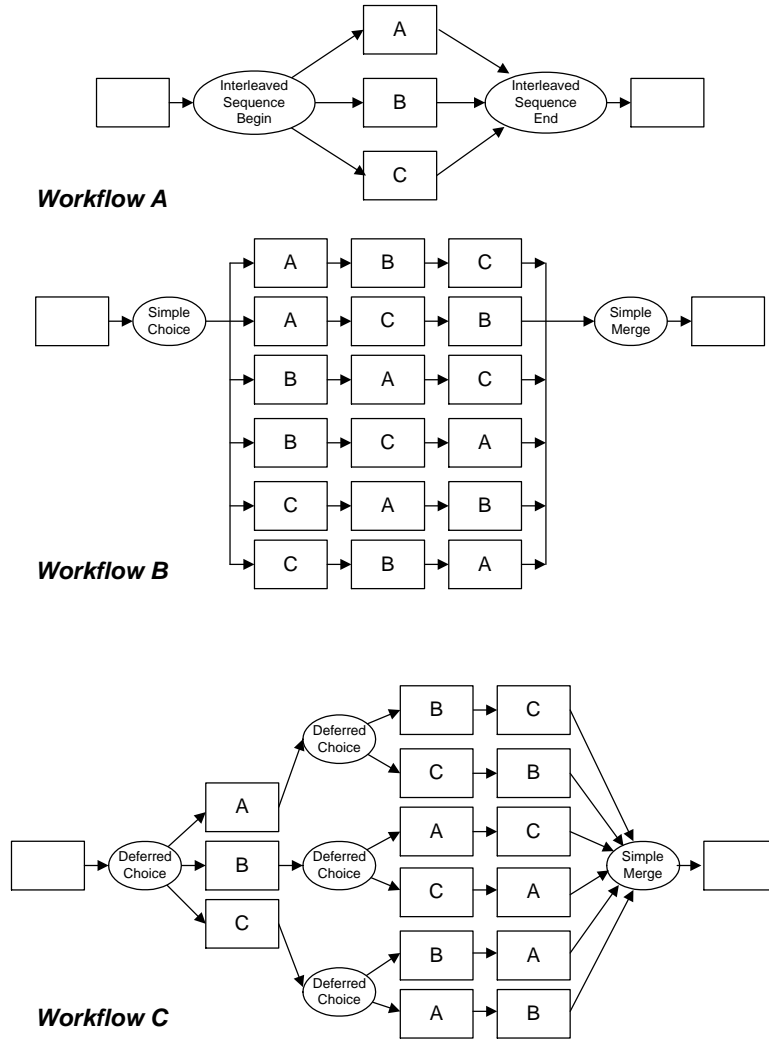 A
Interleaved
Sequence
Begin
B
Interleaved
Sequence
End
C
Workflow A
A B C
Simple
Choice
A C B
Simple
Merge
B A C
B C A
C A B
C B A
Workflow B
B C
Deferred
Choice
C B
A
A C
Deferred
Choice
B
Deferred
Choice
Simple
Merge
C A
C
B A
Deferred
Choice
A B
Workflow C